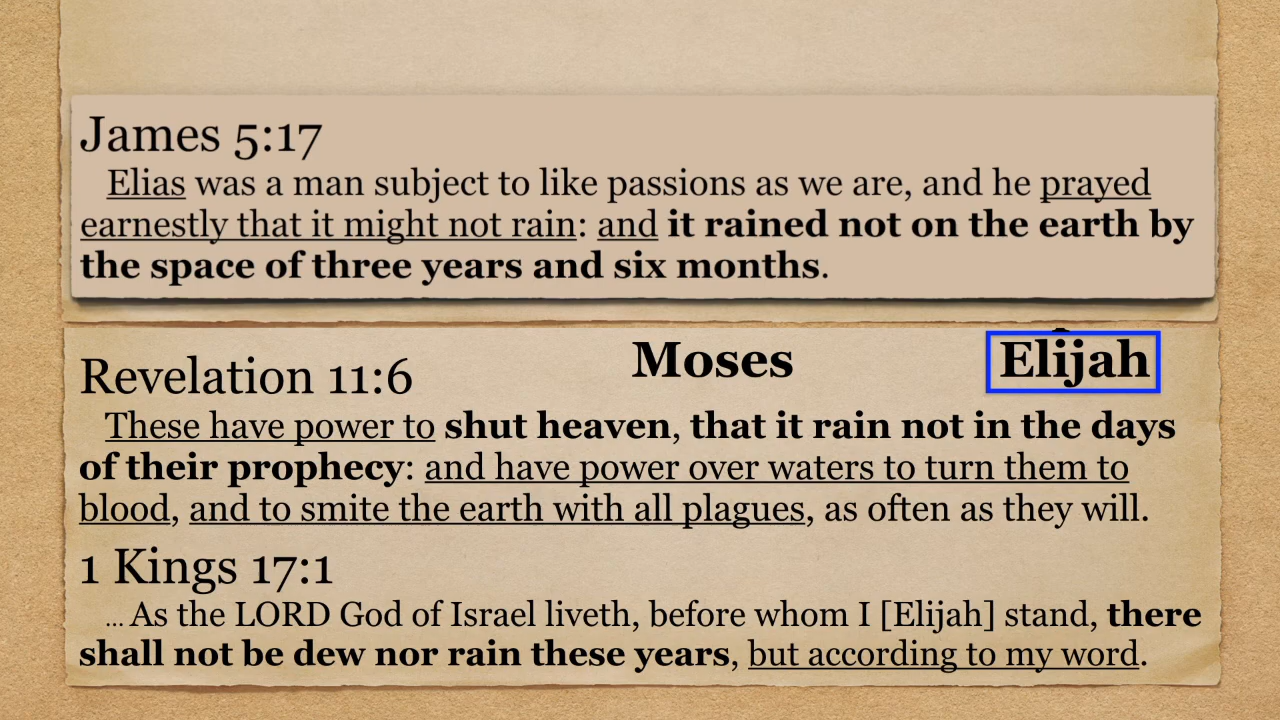 James 5:17
Elias was a man subject to like passions as we are, and he prayed
earnestly that it might not rain: and it rained not on the earth by
the space of three years and six months.
Moses
Elijah
Revelation 11:6
These have power to shut heaven, that it rain not in the days
of their prophecy: and have power over waters to turn them to
blood, and to smite the earth with all plagues, as often as they will.
1 Kings 17:1
... As the LORD God of Israel liveth, before whom I [Elijah] stand, there
shall not be dew nor rain these years, but according to my word.